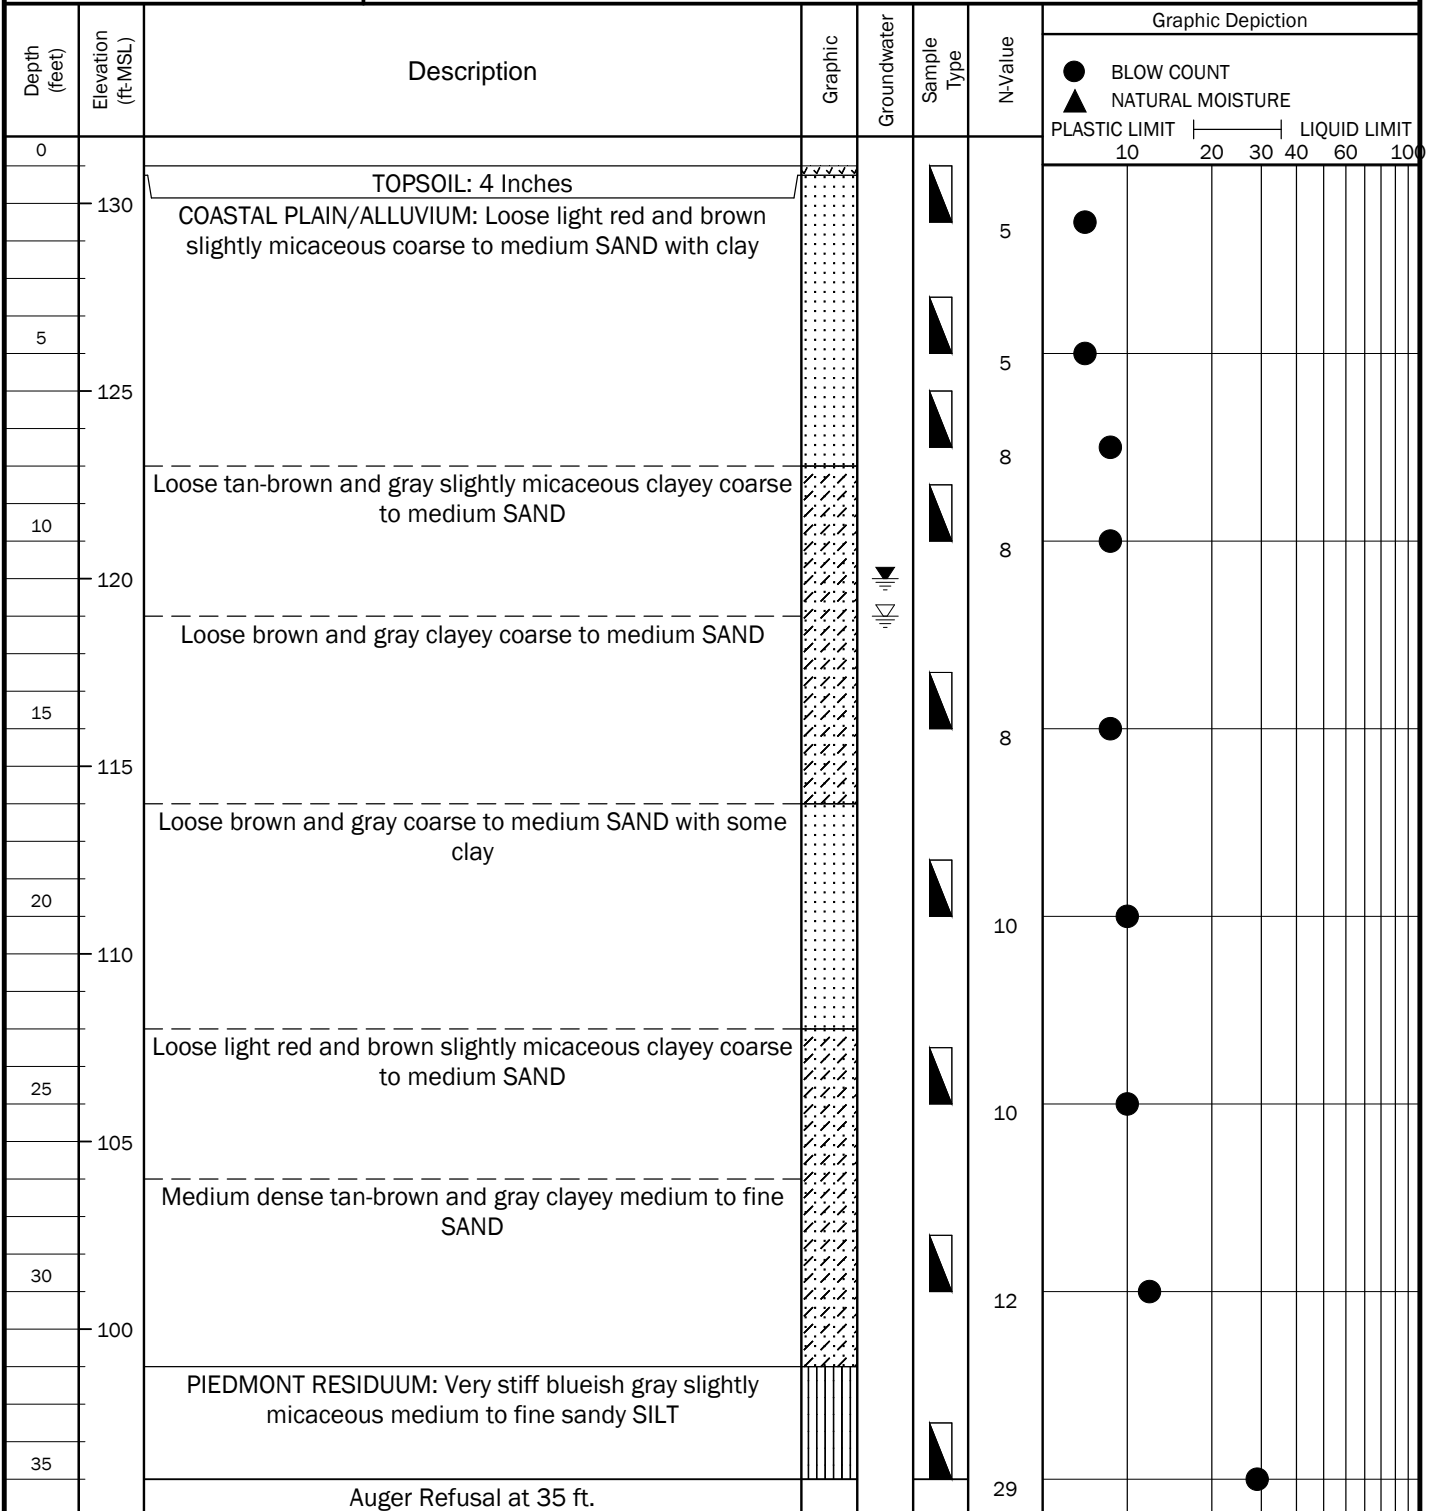 Graphic Depiction
Depth
(feet)
Elevation
(ft-MSL)
Description
Graphic
Groundwater
Sample
Type
N-Value
BLOW COUNT
NATURAL MOISTURE
PLASTIC LIMIT LIQUID LIMIT
10 20 30 40 60 100
0
TOPSOIL: 4 Inches
130
COASTAL PLAIN/ALLUVIUM: Loose light red and brown
slightly micaceous coarse to medium SAND with clay
5
5
5
125
8
Loose tan-brown and gray slightly micaceous clayey coarse
to medium SAND
10
8
120
Loose brown and gray clayey coarse to medium SAND
15
8
115
Loose brown and gray coarse to medium SAND with some
clay
20
10
110
Loose light red and brown slightly micaceous clayey coarse
to medium SAND
25
10
105
Medium dense tan-brown and gray clayey medium to fine
SAND
30
12
100
PIEDMONT RESIDUUM: Very stiff blueish gray slightly
micaceous medium to fine sandy SILT
35
29
Auger Refusal at 35 ft.